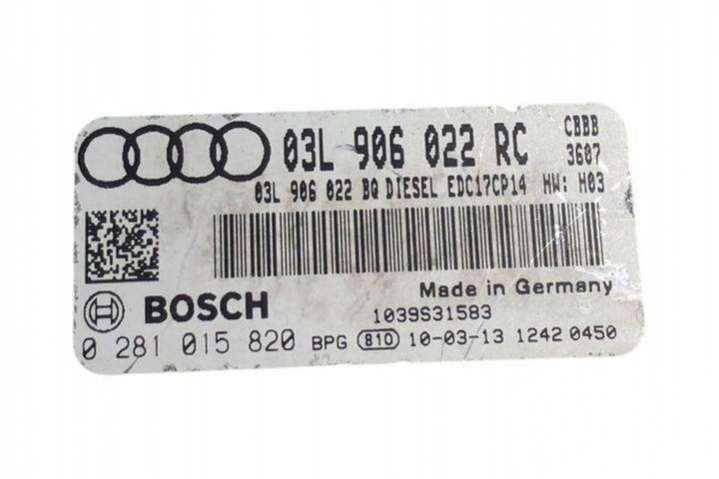 03L 906 022 RC CBBB
3607
03L 906 022 BQ DIESEL EDC17CP14 HW: H03
Made in Germany
BOSCH
1039S31583
0 281 015 820 BPG 810 10-03-13 1242 0450